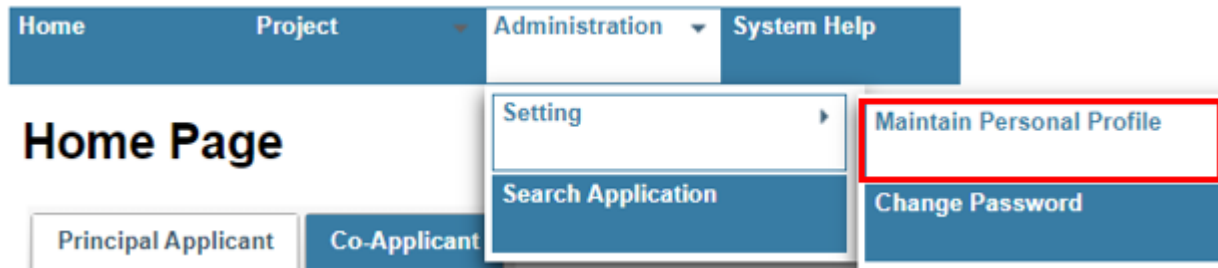 Home Project Administration System Help
Setting
Maintain Personal Profile
Home Page
Search Application
Change Password
Principal Applicant Co-Applicant